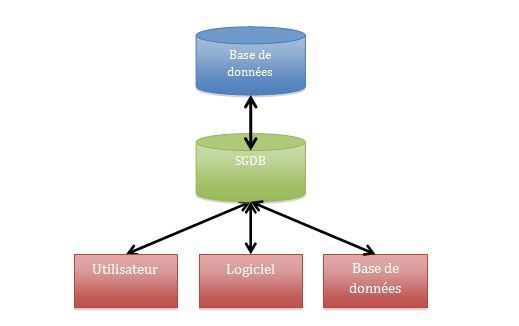 Base de
données
SGDB
Utilisateur
Logiciel
Base de
données